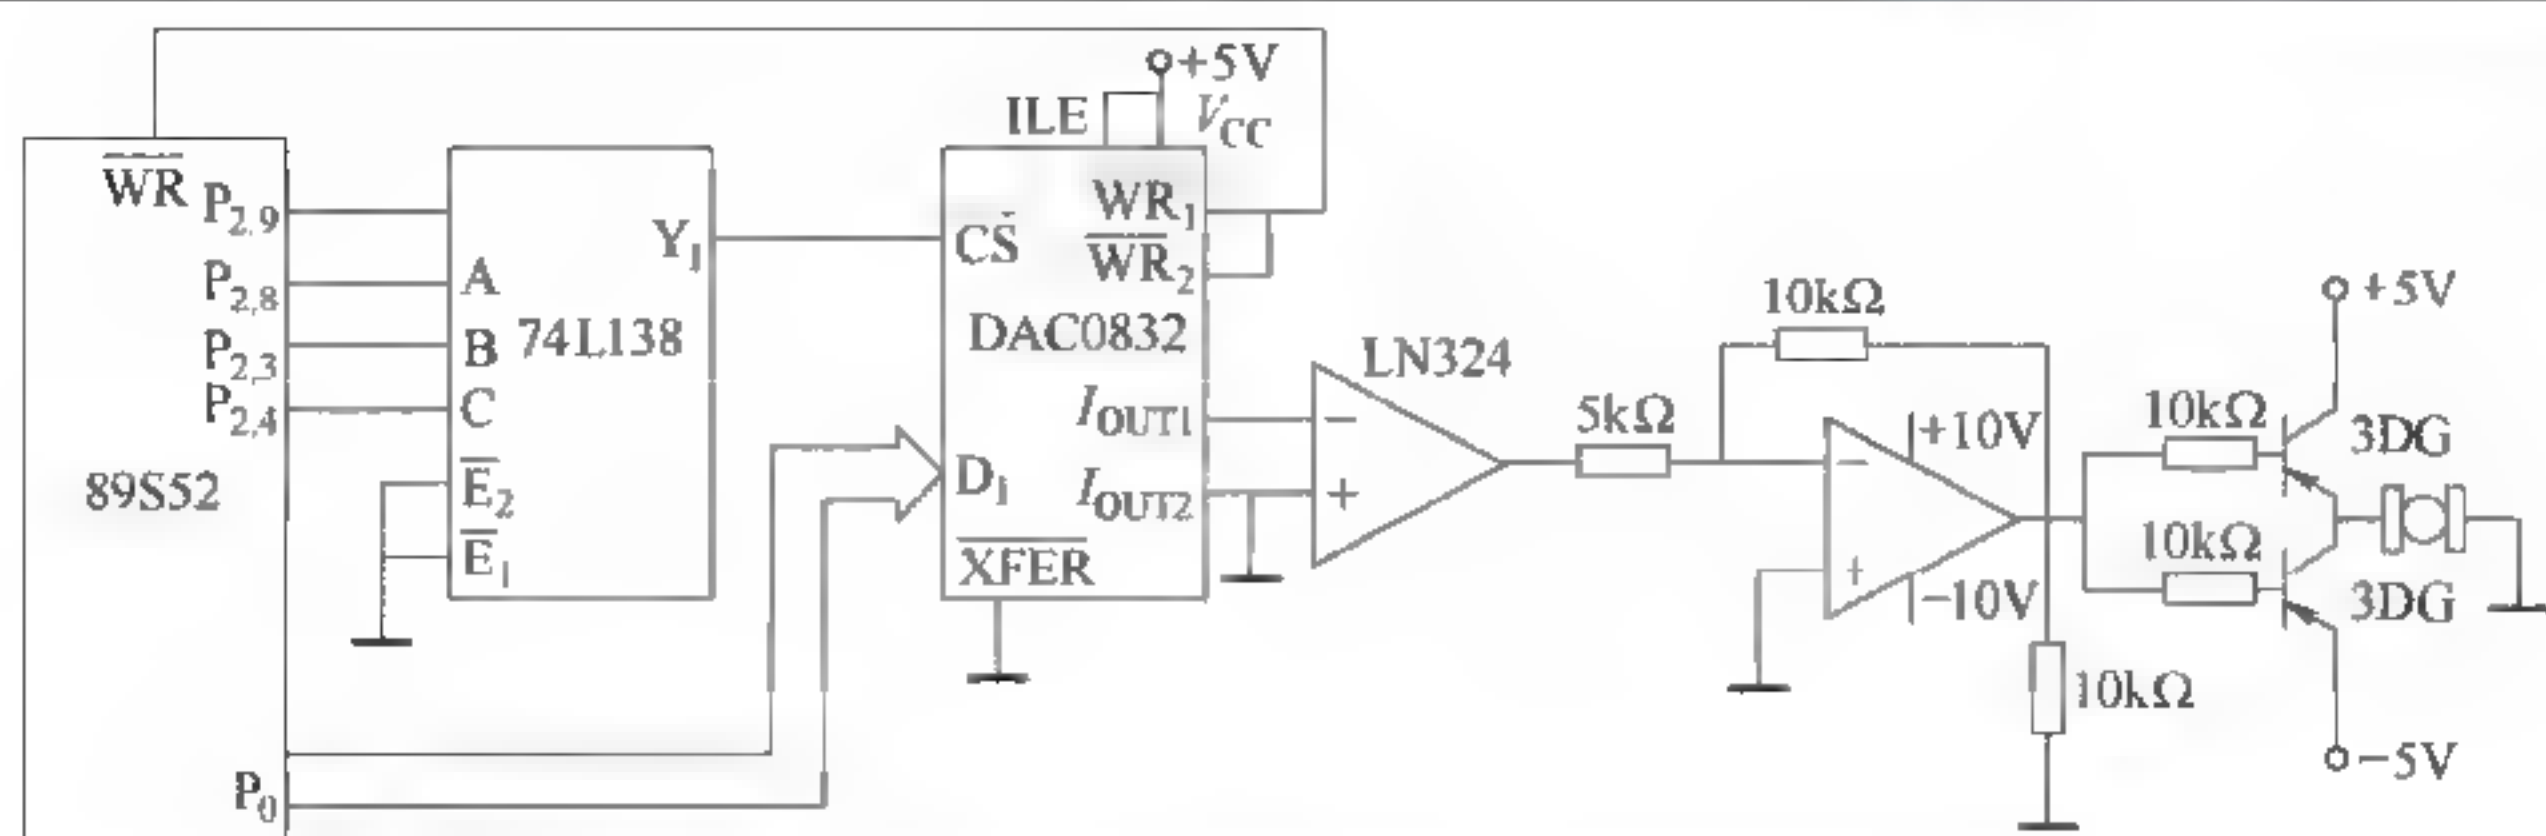 +5V
ILE
VCC
WR
P2,9
P2,8
P2,3
P2,4
89S52
P0
A
B
C
E2
E1
74L138
Y1
CS
WR1
WR2
DAC0832
IOUT1
IOUT2
D1
XFER
LN324
−
+
5kΩ
10kΩ
−
+
+10V
−10V
10kΩ
10kΩ
10kΩ
+5V
3DG
3DG
−5V